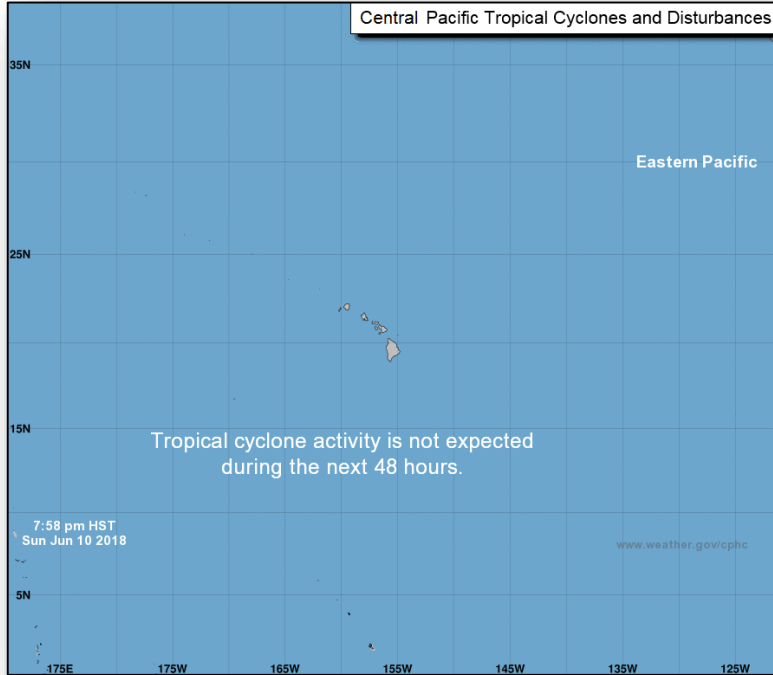 Central Pacific Tropical Cyclones and Disturbances
35N
Eastern Pacific
25N
15N
Tropical cyclone activity is not expected
during the next 48 hours.
7:58 pm HST
Sun Jun 10 2018
www.weather.gov/cphc
5N
175E 175W 165W 155W 145W 135W 125W